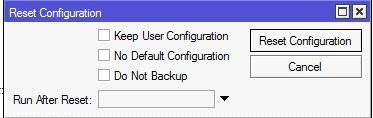 Reset Configuration
Keep User Configuration
Reset Configuration
No Default Configuration
Cancel
Do Not Backup
Run After Reset: